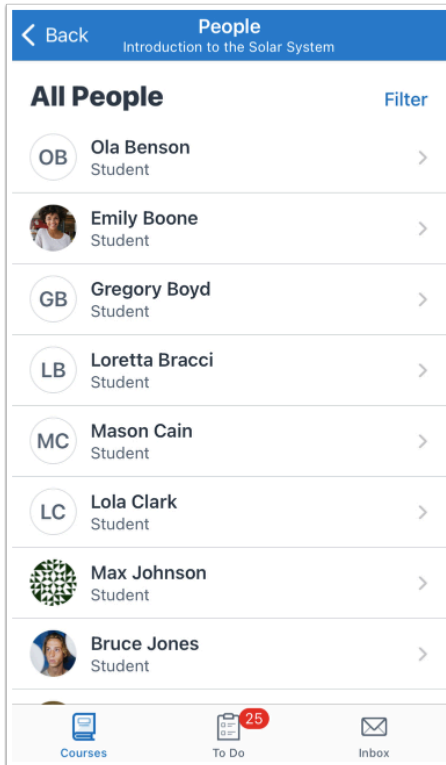 Back
People
Introduction to the Solar System
All People
Filter
OB
Ola Benson
Student
Emily Boone
Student
GB
Gregory Boyd
Student
LB
Loretta Bracci
Student
MC
Mason Cain
Student
LC
Lola Clark
Student
Max Johnson
Student
Bruce Jones
Student
25
Courses
To Do
Inbox